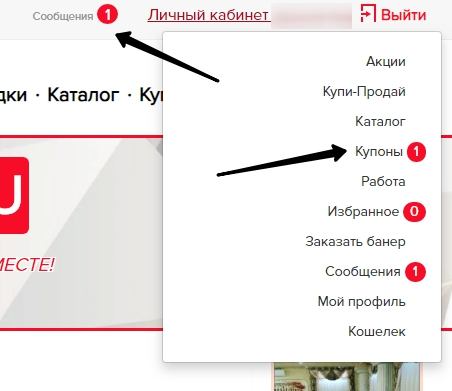 Сообщения 1 Личный кабинет Выйти
Акции
Купи-Продай
дки · Каталог · Ку
Каталог
Купоны 1
Работа
U
Избранное 0
Заказать банер
МЕСТЕ!
Сообщения 1
Мой профиль
Кошелек